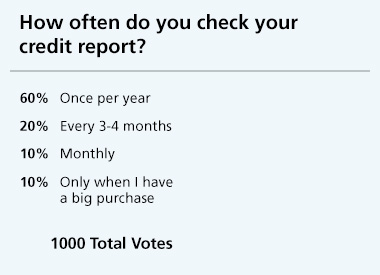 How often do you check your
credit report?
60% Once per year
20% Every 3-4 months
10% Monthly
10% Only when I have
a big purchase
1000 Total Votes